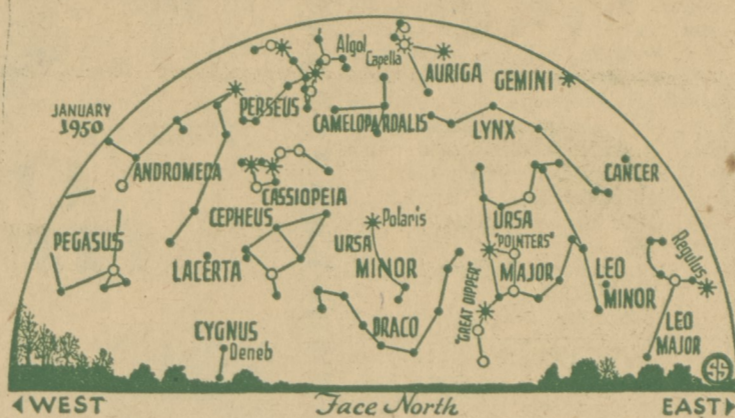 Algol
Capella
AURIGA
GEMINI
JANUARY
1950
PERSEUS
CAMELOPARDALIS
LYNX
ANDROMEDA
CASSIOPEIA
CANCER
CEPHEUS
Polaris
URSA
MINOR
URSA
"POINTERS"
MAJOR
PEGASUS
LACERTA
"GREAT DIPPER"
LEO
MINOR
Regulus
CYGNUS
Deneb
DRACO
LEO
MAJOR
SS
WEST
Face North
EAST